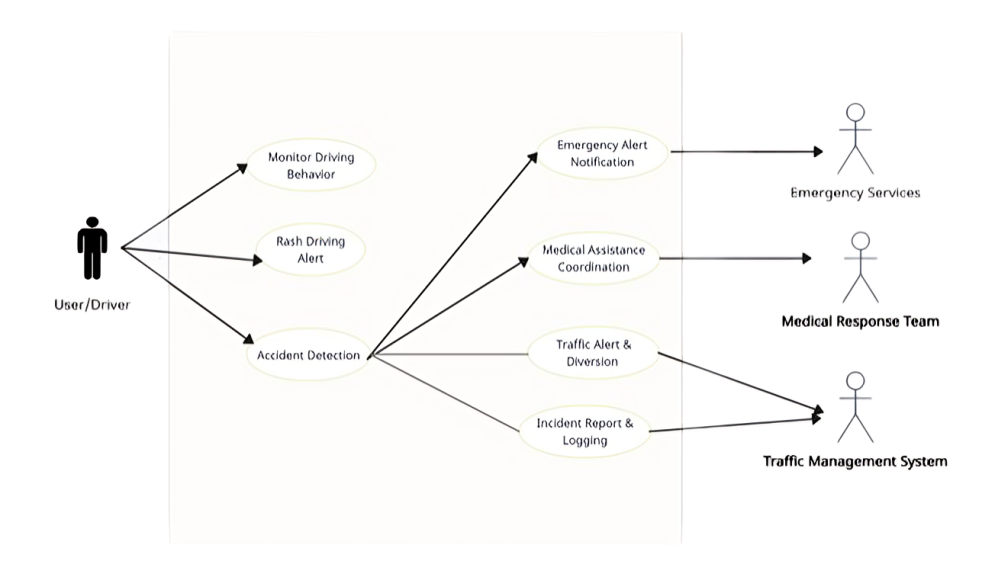 Monitor Driving
Behavior
Rash Driving
Alert
User/Driver
Accident Detection
Emergency Alert
Notification
Medical Assistance
Coordination
Traffic Alert &
Diversion
Incident Report &
Logging
Emergency Services
Medical Response Team
Traffic Management System